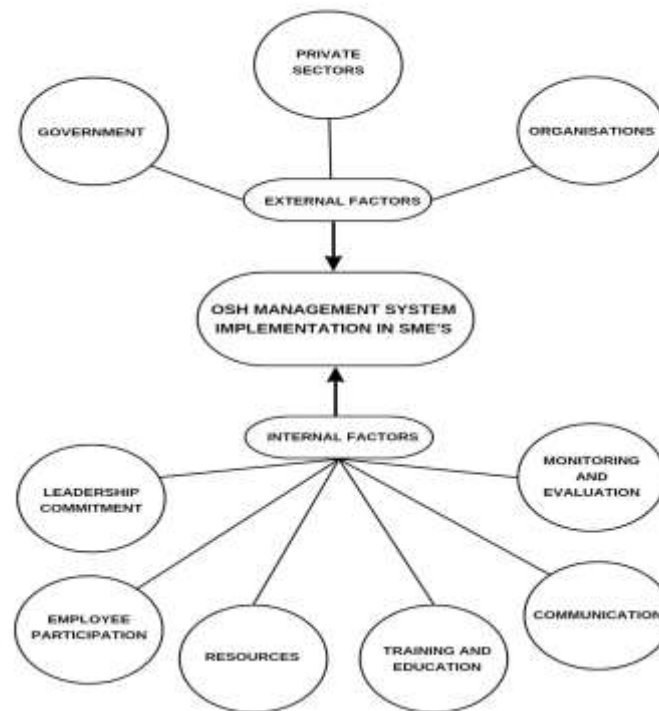 PRIVATE
SECTORS
GOVERNMENT
ORGANISATIONS
EXTERNAL FACTORS
OSH MANAGEMENT SYSTEM
IMPLEMENTATION IN SME'S
INTERNAL FACTORS
LEADERSHIP
COMMITMENT
MONITORING
AND
EVALUATION
EMPLOYEE
PARTICIPATION
RESOURCES
TRAINING AND
EDUCATION
COMMUNICATION